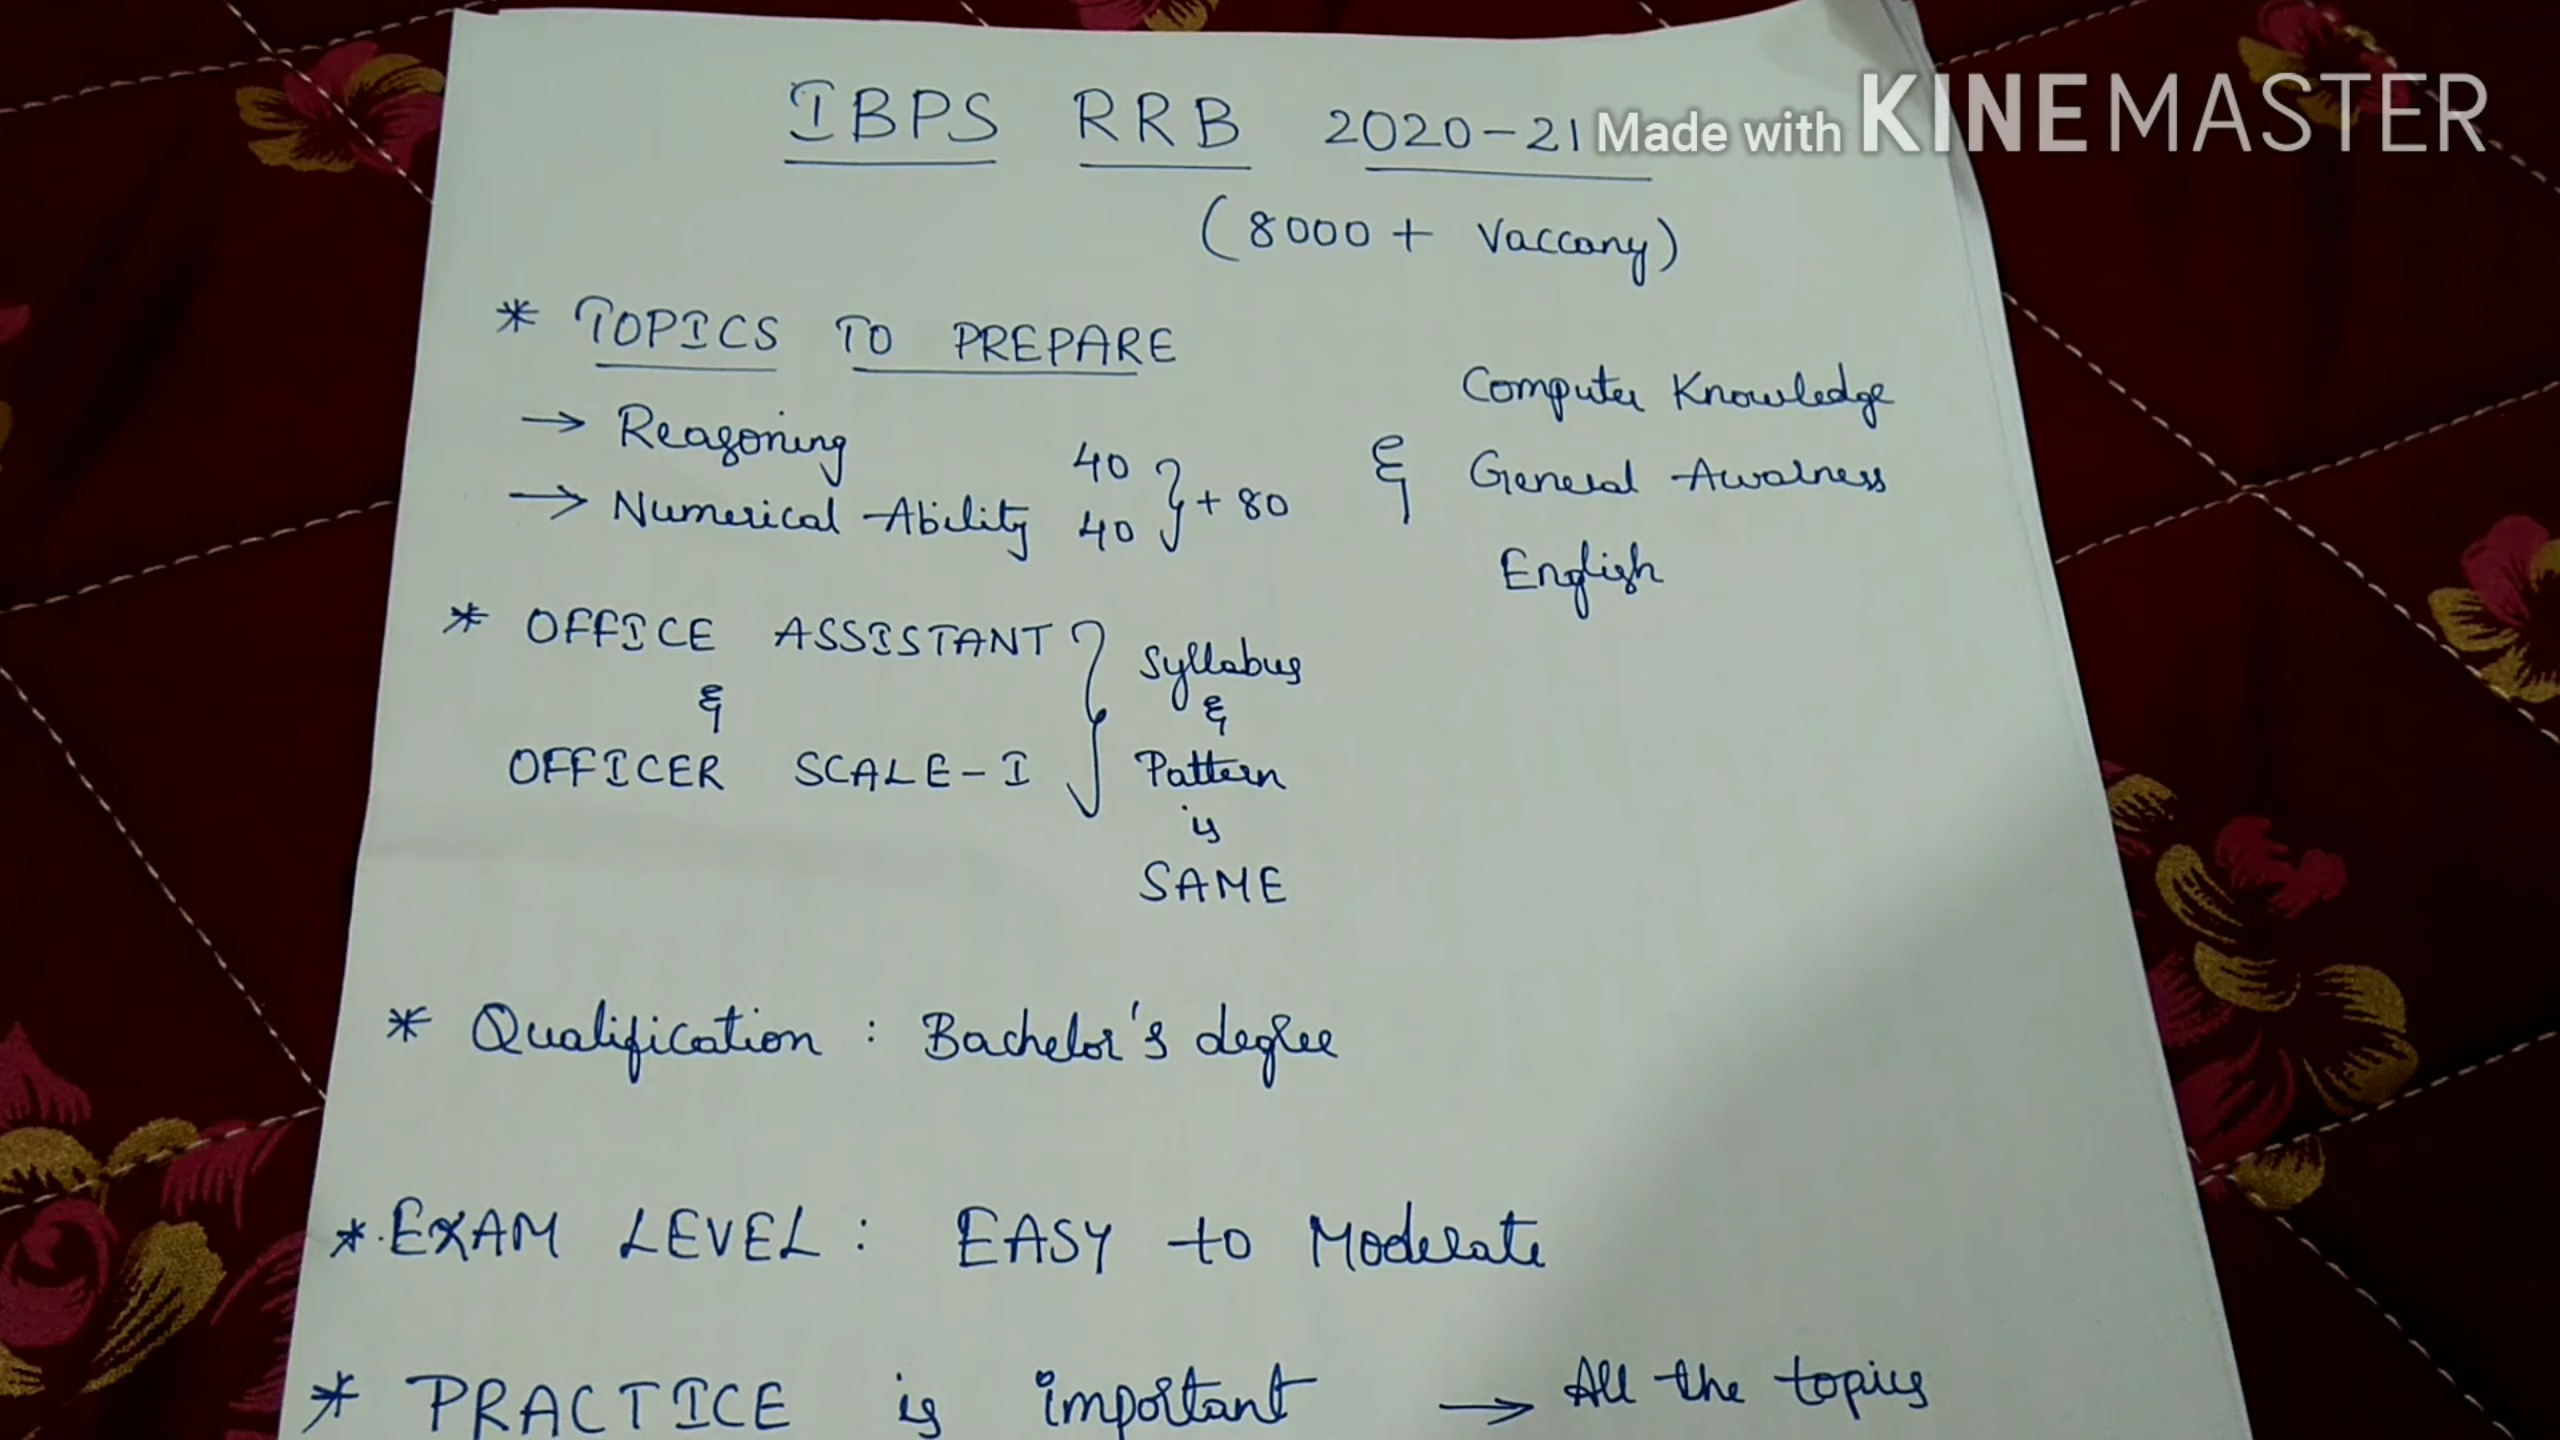 IBPS RRB 2020-21
Made with KINEMASTER
(8000+ Vaccany)
* TOPICS TO PREPARE
→ Reasoning 40
→ Numerical Ability 40 } + 80
& Computer Knowledge
General Awarness
English
* OFFICE ASSISTANT
&
OFFICER SCALE-I
} Syllabus
&
Pattern
is
SAME
* Qualification : Bachelor's degree
* EXAM LEVEL : EASY to Moderate
* PRACTICE is important → All the topics